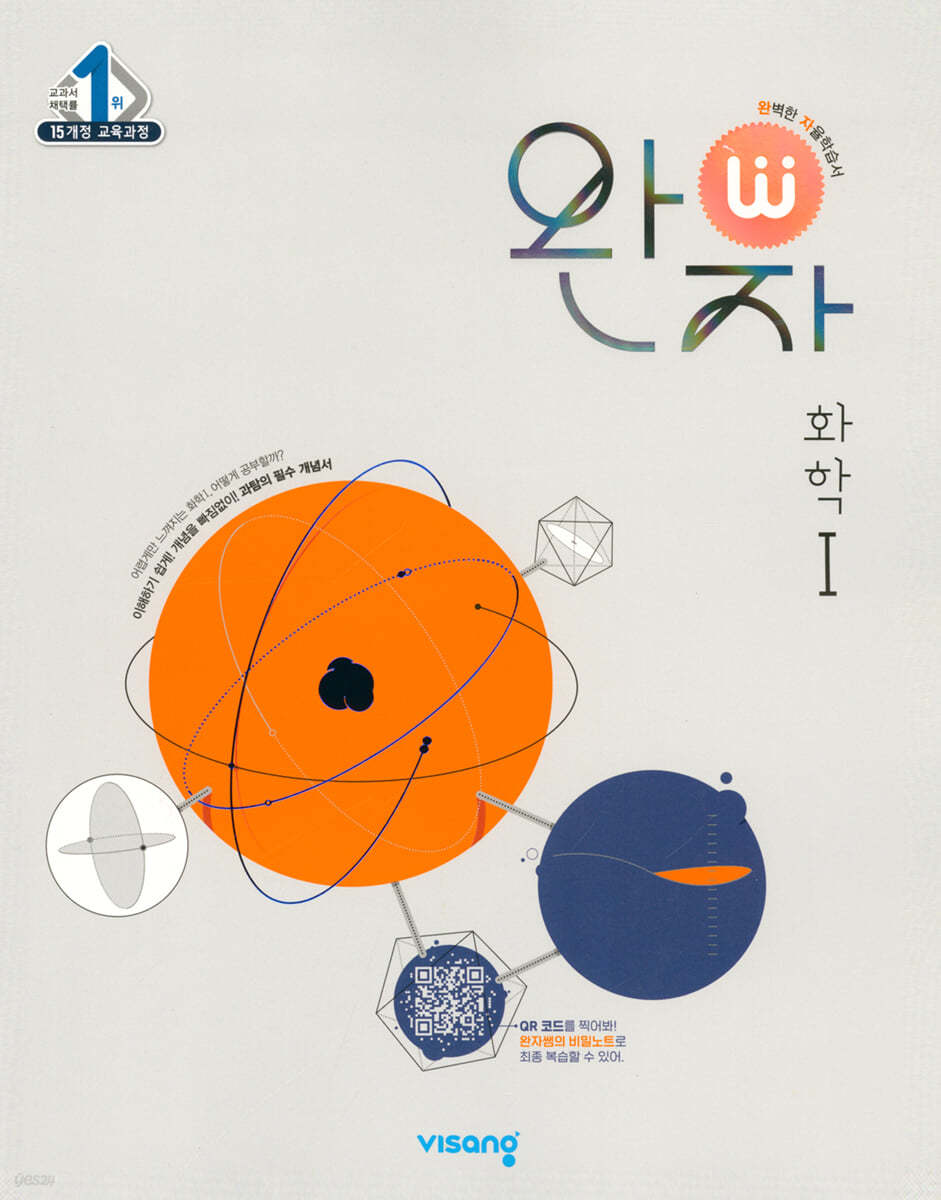 교과서
채택률
1위
15개정 교육과정
완벽한 자율학습서
완자
화학 I
어렵게만 느껴지는 화학 I, 어떻게 공부할까?
이해하기 쉽게! 개념을 빠짐없이! 과탐의 필수 개념서
QR 코드를 찍어봐!
완자쌤의 비밀노트로
최종 복습할 수 있어.
visang
yes24